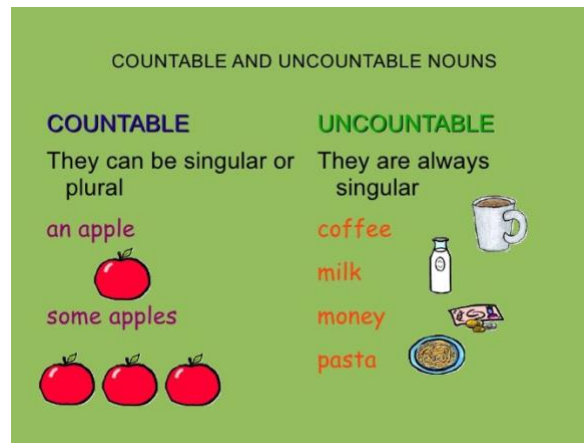 COUNTABLE AND UNCOUNTABLE NOUNS
COUNTABLE
They can be singular or
plural
an apple
some apples
UNCOUNTABLE
They are always
singular
coffee
milk
money
pasta